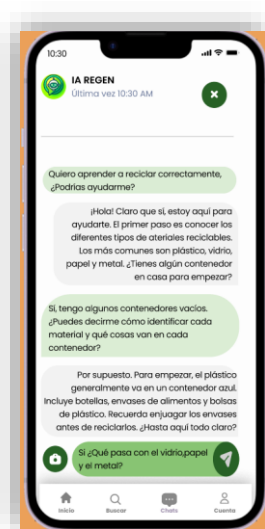 10:30
IA REGEN
Última vez 10:30 AM
Quiero aprender a reciclar correctamente,
¿Podrias ayudarme?
¡Hola! Claro que sí, estoy aquí para
ayudarte. El primer paso es conocer los
diferentes tipos de ateriales reciclables.
Los más comunes son plástico, vidrio,
papel y metal. ¿Tienes algún contenedor
en casa para empezar?
Sí, tengo algunos contenedores vacíos.
¿Puedes decirme cómo identificar cada
material y qué cosas van en cada
contenedor?
Por supuesto. Para empezar, el plástico
generalmente va en un contenedor azul.
Incluye botellas, envases de alimentos y bolsas
de plástico. Recuerda enjuagar los envases
antes de reciclarlos. ¿Hasta aquí todo claro?
Si ¿Qué pasa con el vidrio,papel
y el metal?
Inicio Buscar Chats Cuenta